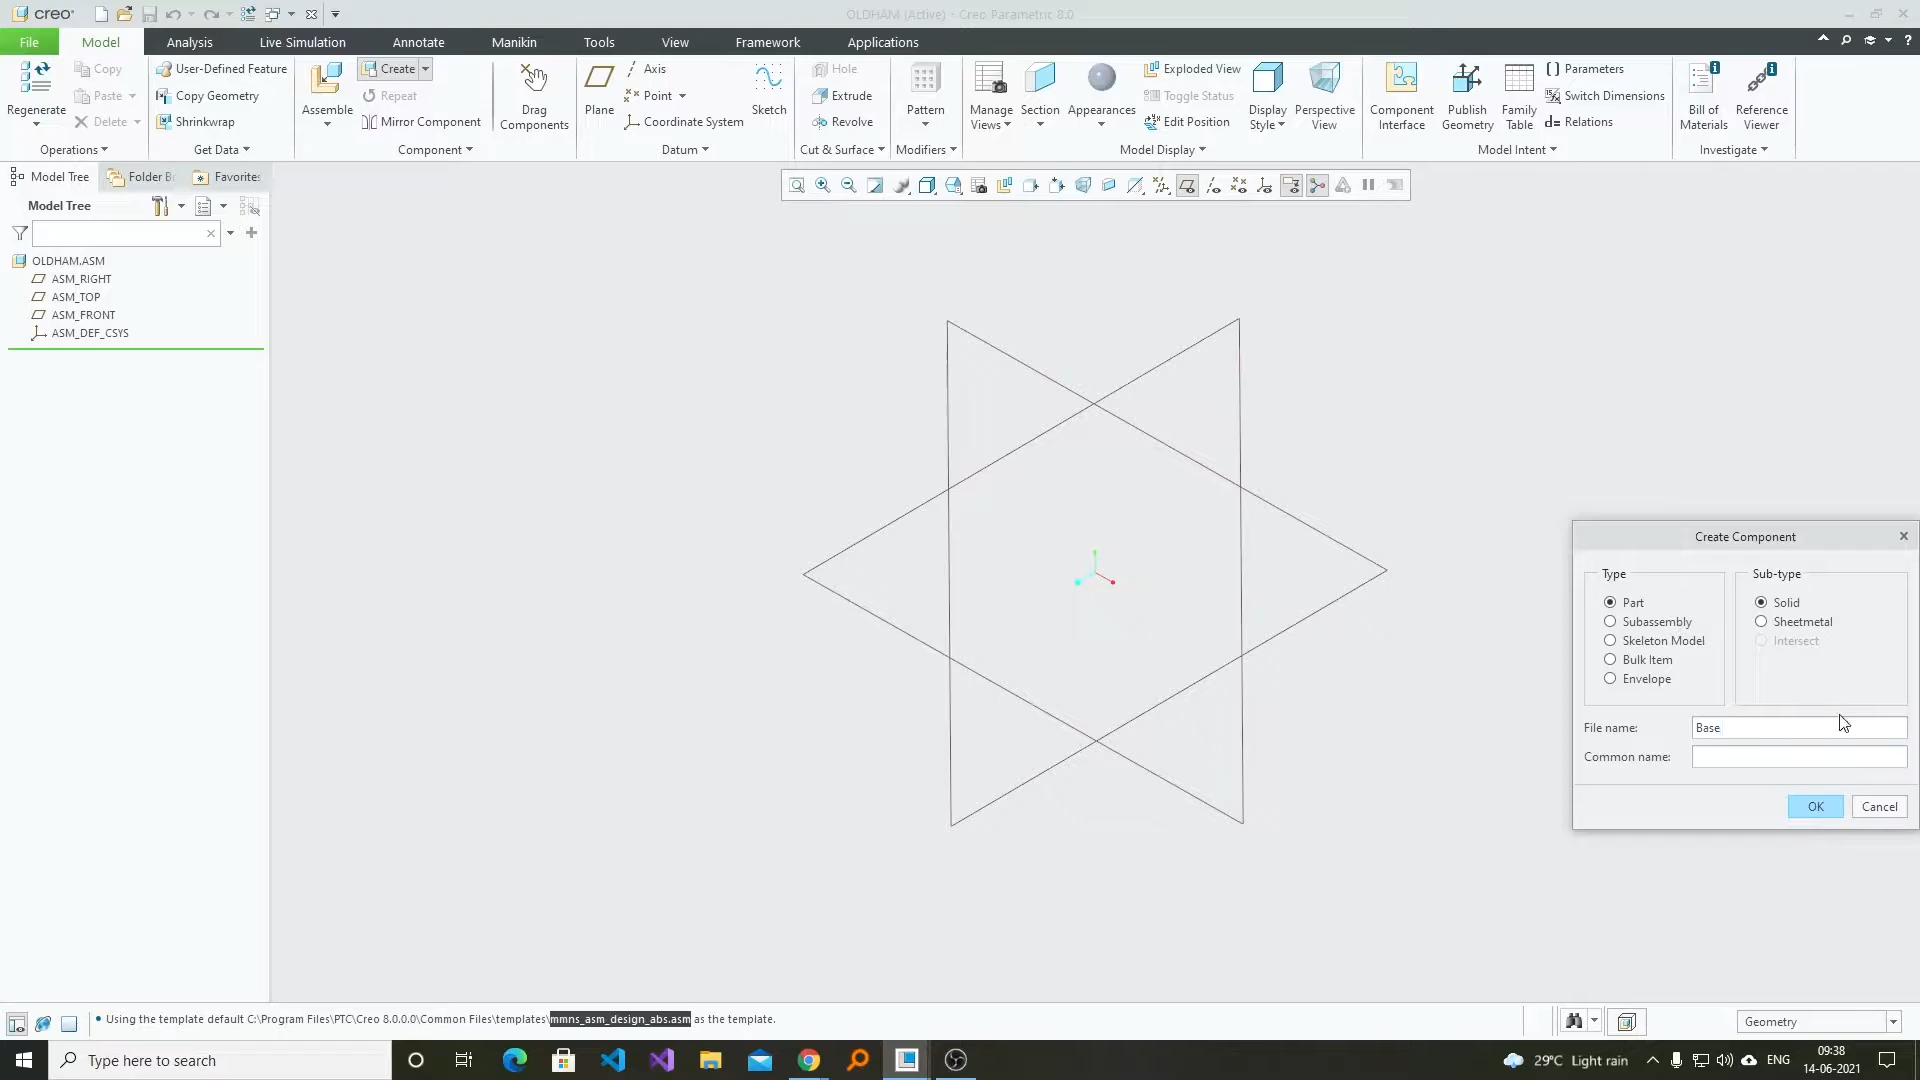 creo®
OLDHAM (Active) - Creo Parametric 8.0
File Model Analysis Live Simulation Annotate Manikin Tools View Framework Applications
Regenerate
Copy
Paste
Delete
Operations
User-Defined Feature
Copy Geometry
Shrinkwrap
Get Data
Assemble
Create
Repeat
Mirror Component
Component
Drag
Components
Plane
Axis
Point
Coordinate System
Sketch
Datum
Hole
Extrude
Revolve
Cut & Surface
Pattern
Modifiers
Manage
Views
Section
Appearances
Exploded View
Toggle Status
Edit Position
Display
Style
Perspective
View
Model Display
Component
Interface
Publish
Geometry
Family
Table
Parameters
Switch Dimensions
Relations
Model Intent
Bill of
Materials
Reference
Viewer
Investigate
Model Tree Folder B Favorites
Model Tree
OLDHAM.ASM
ASM_RIGHT
ASM_TOP
ASM_FRONT
ASM_DEF_CSYS
Create Component
Type
Part
Subassembly
Skeleton Model
Bulk Item
Envelope
Sub-type
Solid
Sheetmetal
Intersect
File name: Base
Common name:
OK Cancel
• Using the template default C:\Program Files\PTC\Creo 8.0.0.0\Common Files\templates\mmns_asm_design_abs.asm as the template.
Geometry
Type here to search
29°C Light rain
ENG
09:38
14-06-2021